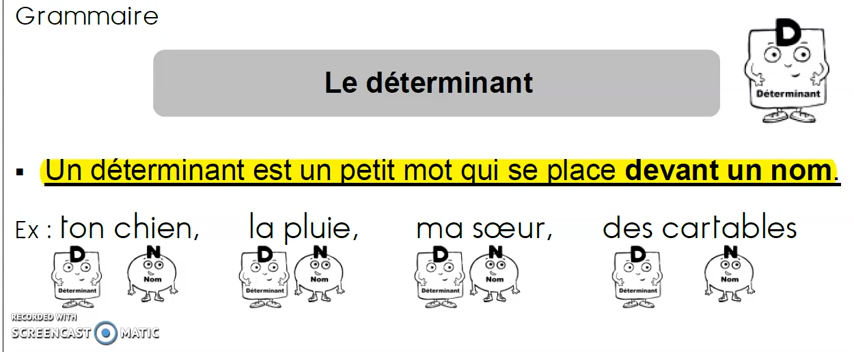 Grammaire
D
Le déterminant
Déterminant
▪ Un déterminant est un petit mot qui se place devant un nom.
Ex : ton chien, la pluie, ma sœur, des cartables
D N D N D N D N
Déterminant Nom Déterminant Nom Déterminant Nom Déterminant Nom
RECORDED WITH
SCREENCAST MATIC